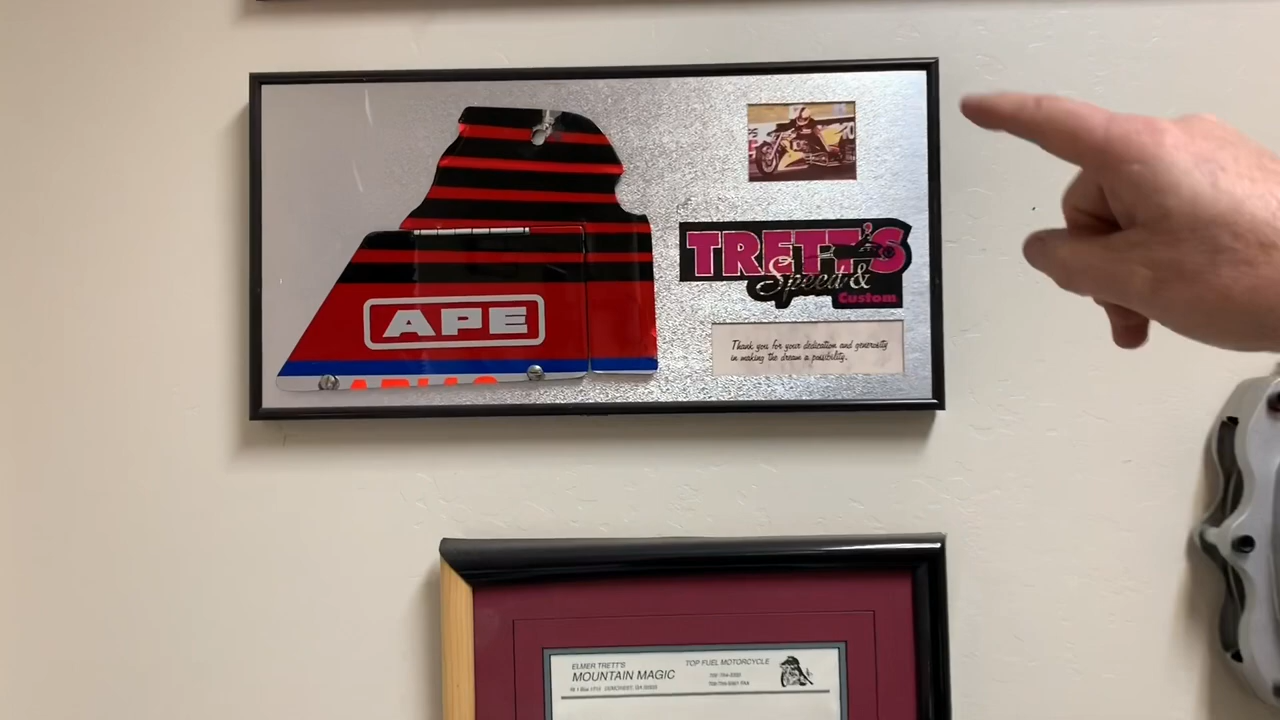 TRETT'S
Speed &
Custom
APE
Thank you for your dedication and generosity
in making the dream a possibility.
ELMER TRETT'S
MOUNTAIN MAGIC
TOP FUEL MOTORCYCLE